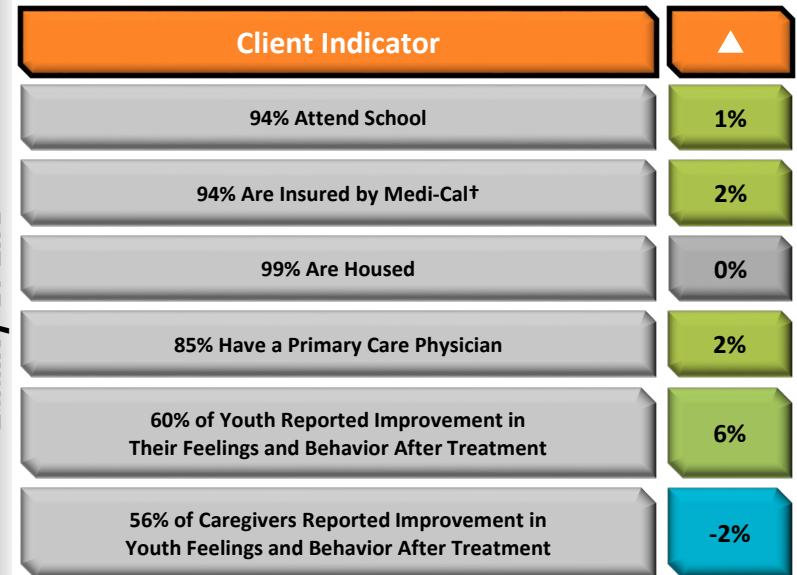 Client Indicator ▲
94% Attend School 1%
94% Are Insured by Medi-Cal† 2%
99% Are Housed 0%
85% Have a Primary Care Physician 2%
60% of Youth Reported Improvement in
Their Feelings and Behavior After Treatment 6%
56% of Caregivers Reported Improvement in
Youth Feelings and Behavior After Treatment -2%